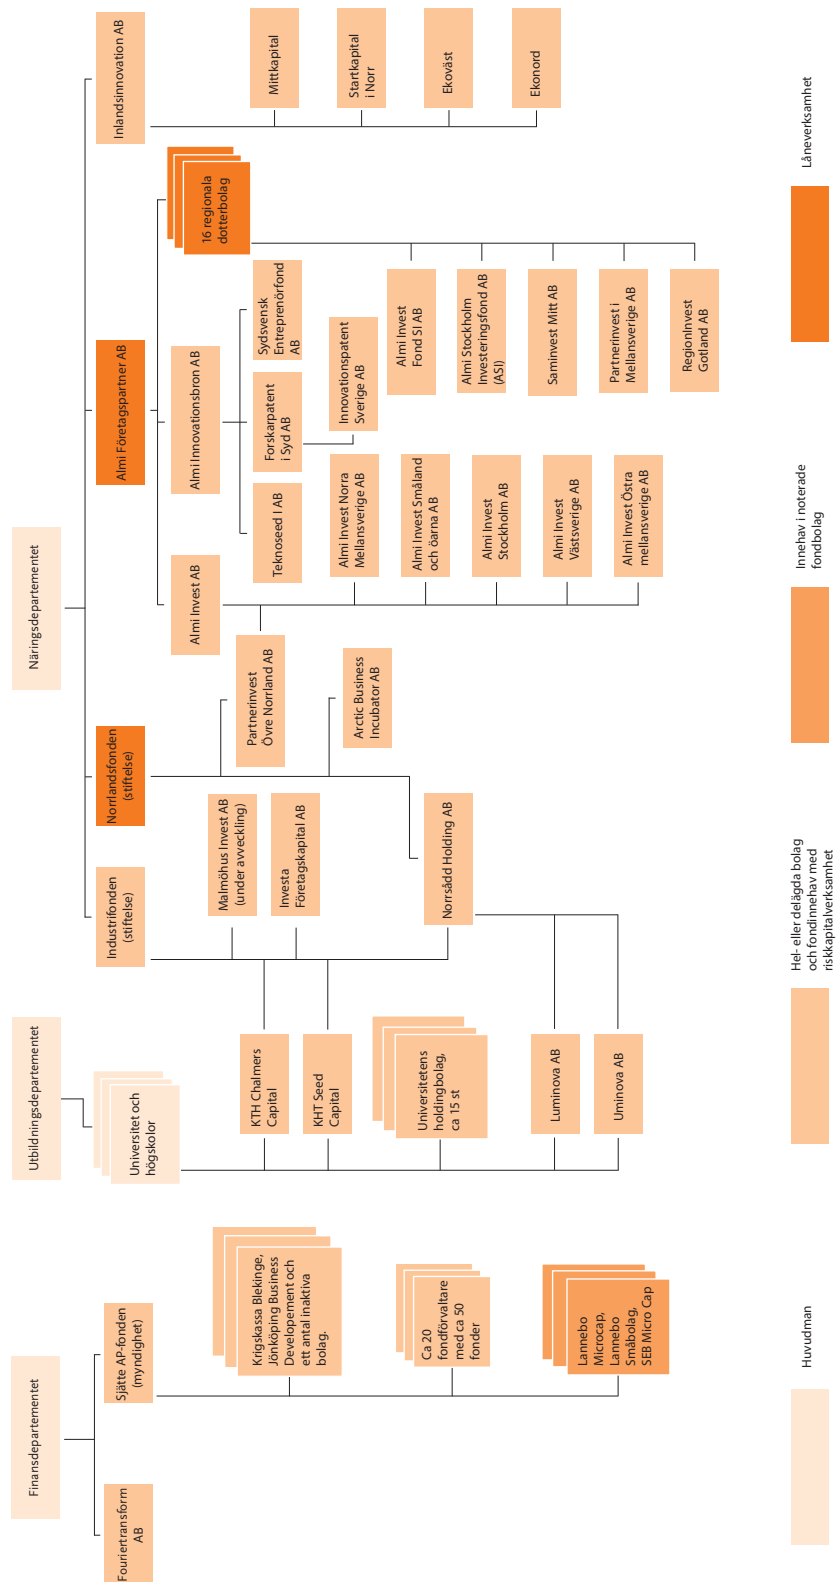 Finansdepartementet
Utbildningsdepartementet
Näringsdepartementet
Fouriertransform
AB
Sjätte AP-fonden
(myndighet)
Universitet och
högskolor
Industrifonden
(stiftelse)
Norrlandsfonden
(stiftelse)
Almi Företagspartner AB
Inlandsinnovation AB
Krigskassa Blekinge,
Jönköping Business
Developement och
ett antal inaktiva
bolag.
Ca 20
fondförvaltare
med ca 50
fonder
Lannebo
Microcap,
Lannebo
Småbolag,
SEB Micro Cap
KTH Chalmers
Capital
KHT Seed
Capital
Universitetens
holdingbolag,
ca 15 st
Luminova AB
Uminova AB
Malmöhus Invest AB
(under avveckling)
Investa
Företagskapital AB
Norrsådd Holding AB
Partnerinvest
Övre Norrland AB
Arctic Business
Incubator AB
Almi Invest AB
Almi Innovationsbron AB
16 regionala
dotterbolag
Teknoseed I AB
Forskarpatent
i Syd AB
Sydsvensk
Entreprenörfond
AB
Innovationspatent
Sverige AB
Almi Invest Norra
Mellansverige AB
Almi Invest Småland
och öarna AB
Almi Invest
Stockholm AB
Almi Invest
Västsverige AB
Almi Invest Östra
mellansverige AB
Almi Invest
Fond SI AB
Almi Stockholm
Investeringsfond AB
(ASI)
Saminvest Mitt AB
Partnerinvest i
Mellansverige AB
RegionInvest
Gotland AB
Mittkapital
Startkapital
i Norr
Ekoväst
Ekonord
Huvudman
Hel- eller delägda bolag
och fondinnehav med
riskkapitalverksamhet
Innehav i noterade
fondbolag
Låneverksamhet